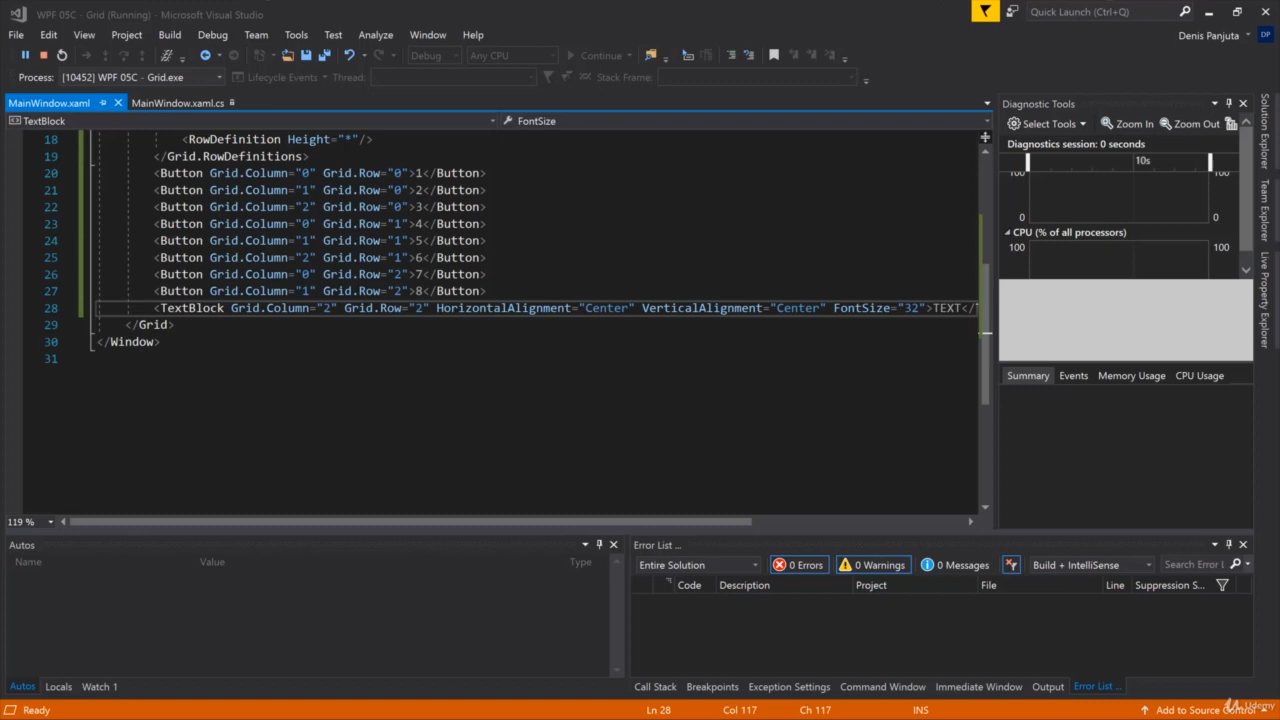 WPF 05C - Grid (Running) - Microsoft Visual Studio
Quick Launch (Ctrl+Q)
File Edit View Project Build Debug Team Tools Test Analyze Window Help
Denis Panjuta DP
Debug Any CPU Continue
Process: [10452] WPF 05C - Grid.exe Lifecycle Events Thread: Stack Frame:
MainWindow.xaml MainWindow.xaml.cs
TextBlock FontSize
18 <RowDefinition Height="*"/>
19 </Grid.RowDefinitions>
20 <Button Grid.Column="0" Grid.Row="0">1</Button>
21 <Button Grid.Column="1" Grid.Row="0">2</Button>
22 <Button Grid.Column="2" Grid.Row="0">3</Button>
23 <Button Grid.Column="0" Grid.Row="1">4</Button>
24 <Button Grid.Column="1" Grid.Row="1">5</Button>
25 <Button Grid.Column="2" Grid.Row="1">6</Button>
26 <Button Grid.Column="0" Grid.Row="2">7</Button>
27 <Button Grid.Column="1" Grid.Row="2">8</Button>
28 <TextBlock Grid.Column="2" Grid.Row="2" HorizontalAlignment="Center" VerticalAlignment="Center" FontSize="32">TEXT</
29 </Grid>
30 </Window>
31
119 %
Diagnostic Tools
Select Tools Zoom In Zoom Out
Diagnostics session: 0 seconds
10s
100 100
0 0
CPU (% of all processors)
100 100
Summary Events Memory Usage CPU Usage
Solution Explorer
Team Explorer
Live Property Explorer
Autos
Name Value Type
Autos Locals Watch 1
Error List ...
Entire Solution 0 Errors 0 Warnings 0 Messages Build + IntelliSense Search Error L
Code Description Project File Line Suppression S...
Call Stack Breakpoints Exception Settings Command Window Immediate Window Output Error List ...
Ready Ln 28 Col 117 Ch 117 INS Add to Source Control
Udemy